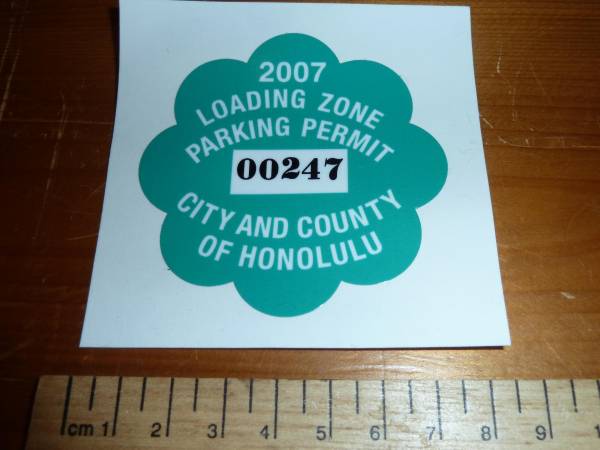 2007
LOADING ZONE
PARKING PERMIT
00247
CITY AND COUNTY
OF HONOLULU
cm 1 2 3 4 5 6 7 8 9